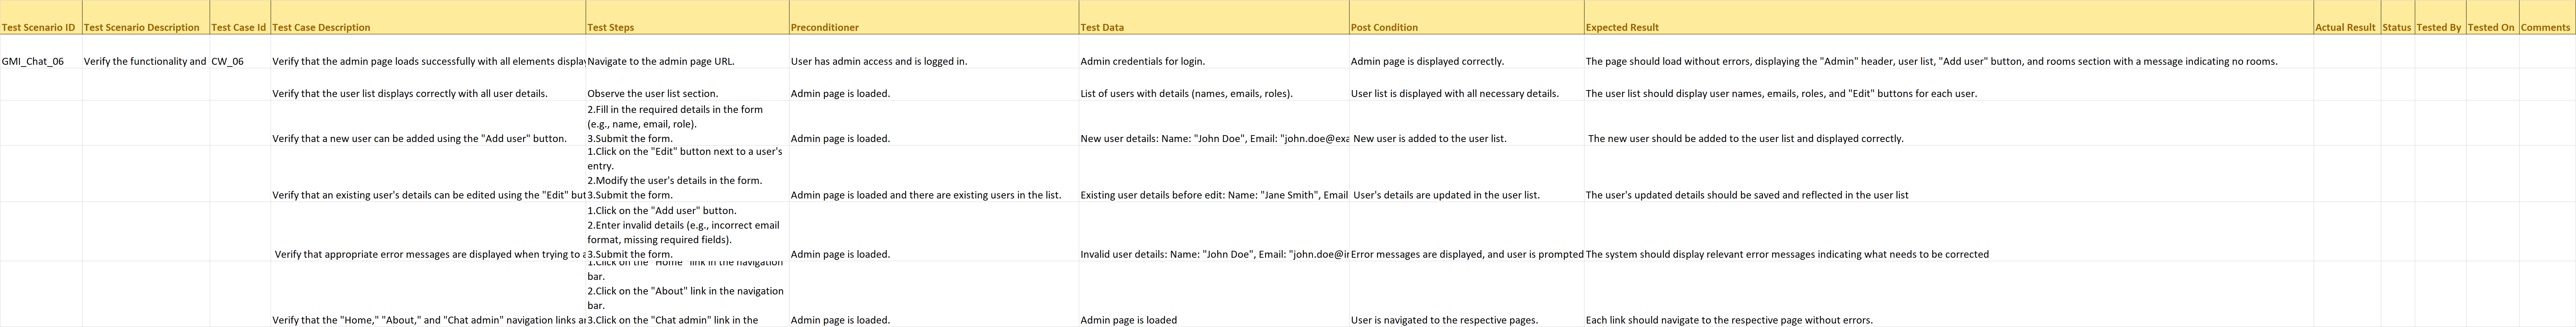 Test Scenario ID Test Scenario Description Test Case Id Test Case Description Test Steps Preconditioner Test Data Post Condition Expected Result Actual Result Status Tested By Tested On Comments
GMI_Chat_06 Verify the functionality and CW_06 Verify that the admin page loads successfully with all elements Navigate to the admin page URL. User has admin access and is logged in. Admin credentials for login. Admin page is displayed correctly. The page should load without errors, displaying the "Admin" header, user list, "Add user" button, and rooms section with a message indicating no rooms.
Verify that the user list displays correctly with all user details. Observe the user list section. Admin page is loaded. List of users with details (names, emails, roles). User list is displayed with all necessary details. The user list should display user names, emails, roles, and "Edit" buttons for each user.
2.Fill in the required details in the form
(e.g., name, email, role).
Verify that a new user can be added using the "Add user" button. 3.Submit the form. Admin page is loaded. New user details: Name: "John Doe", Email: "john.doe@exa New user is added to the user list. The new user should be added to the user list and displayed correctly.
1.Click on the "Edit" button next to a user's
entry.
2.Modify the user's details in the form.
Verify that an existing user's details can be edited using the "Edit" but 3.Submit the form. Admin page is loaded and there are existing users in the list. Existing user details before edit: Name: "Jane Smith", Email User's details are updated in the user list. The user's updated details should be saved and reflected in the user list
1.Click on the "Add user" button.
2.Enter invalid details (e.g., incorrect email
format, missing required fields).
Verify that appropriate error messages are displayed when trying to a 3.Submit the form. Admin page is loaded. Invalid user details: Name: "John Doe", Email: "john.doe@in Error messages are displayed, and user is prompted The system should display relevant error messages indicating what needs to be corrected
1.Click on the "Home" link in the navigation
bar.
2.Click on the "About" link in the navigation
bar.
Verify that the "Home," "About," and "Chat admin" navigation links 3.Click on the "Chat admin" link in the Admin page is loaded. Admin page is loaded User is navigated to the respective pages. Each link should navigate to the respective page without errors.